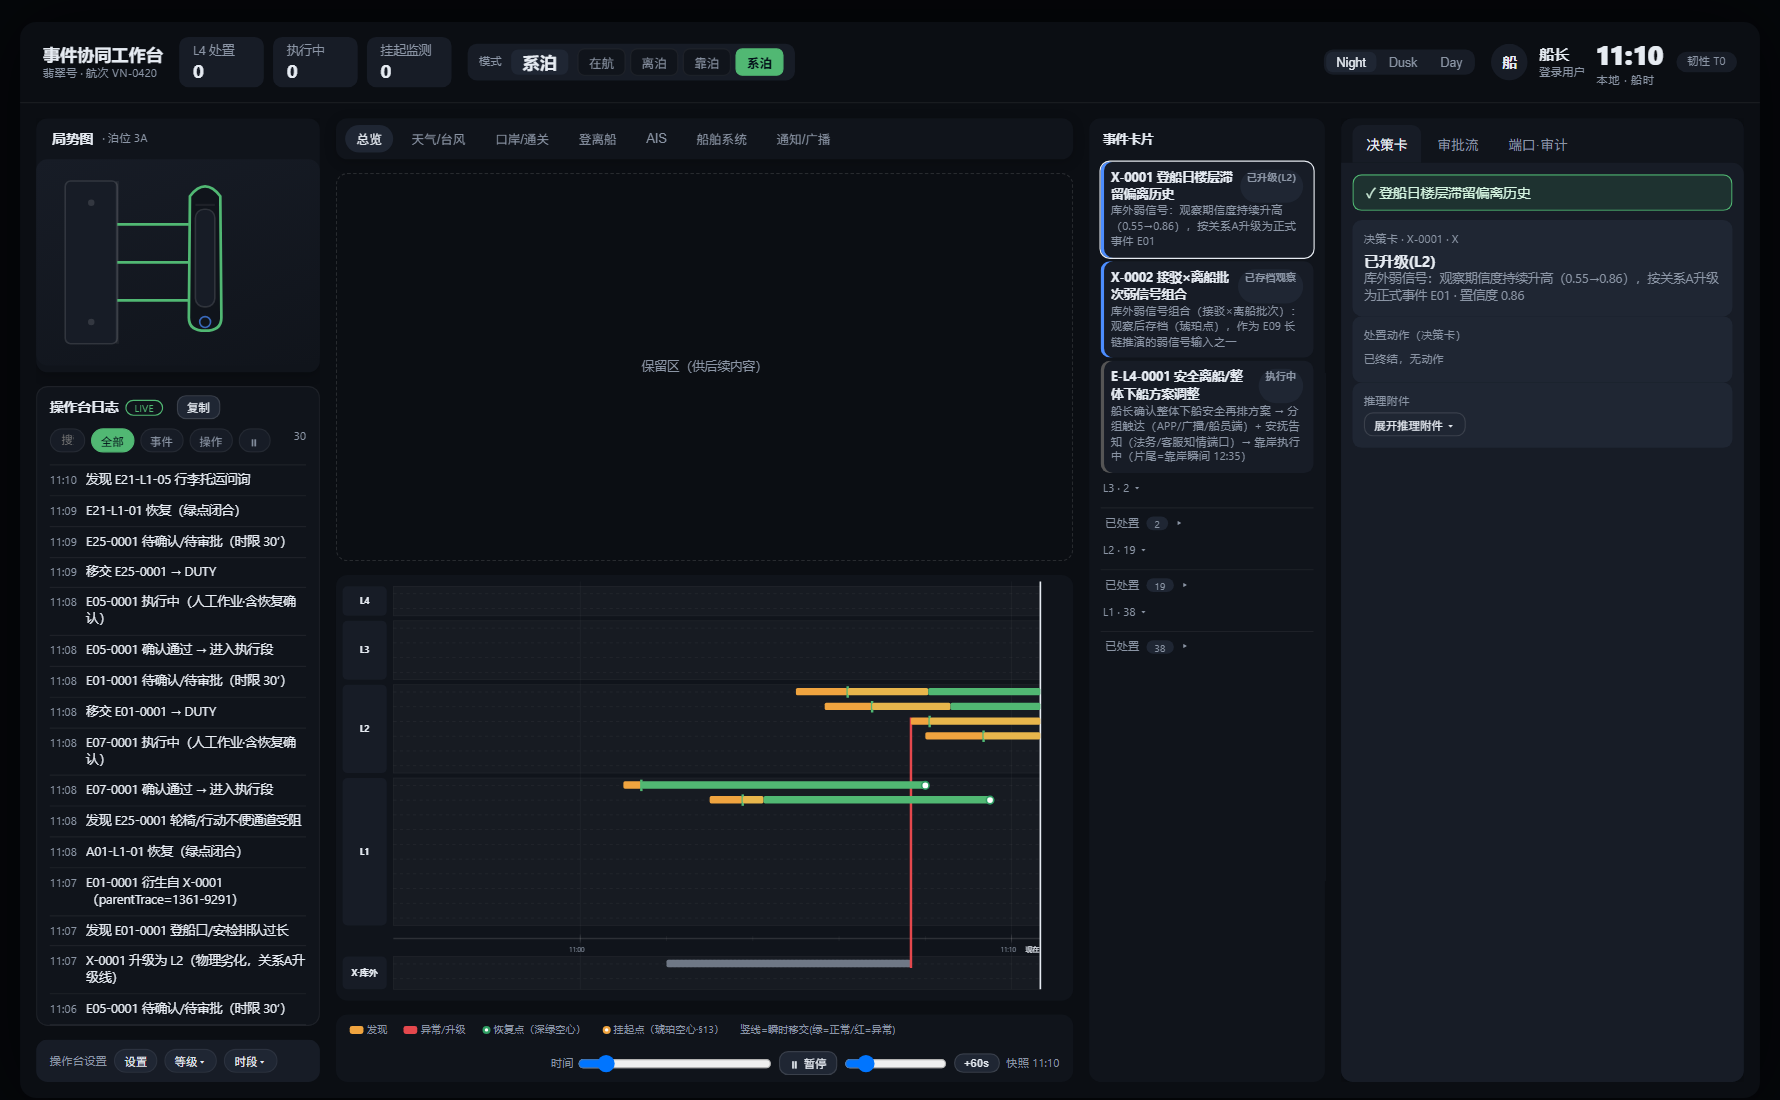 事件协同工作台
翡翠号 · 航次 VN-0420
L4 处置
0
执行中
0
挂起监测
0
模式 系泊 在航 离泊 靠泊 系泊
Night Dusk Day
船
船长
登录用户
11:10
本地 · 船时
韧性 T0
局势图 · 泊位 3A
操作台日志 LIVE 复制
搜 全部 事件 操作 ⏸ 30
11:10 发现 E21-L1-05 行李托运问询
11:09 E21-L1-01 恢复（绿点闭合）
11:09 E25-0001 待确认/待审批（时限 30′）
11:09 移交 E25-0001 → DUTY
11:08 E05-0001 执行中（人工作业·含恢复确
认）
11:08 E05-0001 确认通过 → 进入执行段
11:08 E01-0001 待确认/待审批（时限 30′）
11:08 移交 E01-0001 → DUTY
11:08 E07-0001 执行中（人工作业·含恢复确
认）
11:08 E07-0001 确认通过 → 进入执行段
11:08 发现 E25-0001 轮椅/行动不便通道受阻
11:08 A01-L1-01 恢复（绿点闭合）
11:07 E01-0001 衍生自 X-0001
（parentTrace=1361-9291）
11:07 发现 E01-0001 登船口/安检排队过长
11:07 X-0001 升级为 L2（物理劣化，关系A升
级线）
11:06 E05-0001 待确认/待审批（时限 30′）
操作台设置 设置 等级 ▾ 时段 ▾
总览 天气/台风 口岸/通关 登离船 AIS 船舶系统 通知/广播
保留区（供后续内容）
L4
L3
L2
L1
11:00 11:10 现在
X·库外
发现 异常/升级 恢复点（深绿空心） 挂起点（琥珀空心·§13） 竖线=瞬时移交(绿=正常/红=异常)
时间 ⏸ 暂停 +60s 快照 11:10
事件卡片
X-0001 登船日楼层滞
留偏离历史
已升级(L2)
库外弱信号：观察期信度持续升高
（0.55→0.86），按关系A升级为正式
事件 E01
X-0002 接驳×离船批
次弱信号组合
已存档观察
库外弱信号组合（接驳×离船批次）：
观察后存档（琥珀点），作为 E09 长
链推演的弱信号输入之一
E-L4-0001 安全离船/整
体下船方案调整
执行中
船长确认整体下船安全再排方案 → 分
组触达（APP/广播/船员端）+ 安抚告
知（法务/客服知情端口）→ 靠岸执行
中（片尾=靠岸瞬间 12:35）
L3 · 2 ▾
已处置 2 ▸
L2 · 19 ▾
已处置 19 ▸
L1 · 38 ▾
已处置 38 ▸
决策卡 审批流 端口·审计
✓ 登船日楼层滞留偏离历史
决策卡 · X-0001 · X
已升级(L2)
库外弱信号：观察期信度持续升高（0.55→0.86），按关系A升级
为正式事件 E01 · 置信度 0.86
处置动作（决策卡）
已终结，无动作
推理附件
展开推理附件 ▾